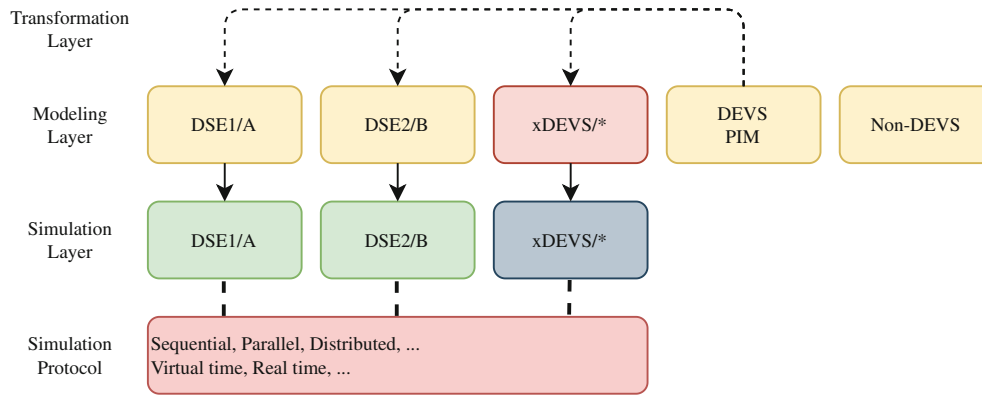 Transformation
Layer
Modeling
Layer
DSE1/A
DSE2/B
xDEVS/*
DEVS
PIM
Non-DEVS
Simulation
Layer
DSE1/A
DSE2/B
xDEVS/*
Simulation
Protocol
Sequential, Parallel, Distributed, ...
Virtual time, Real time, ...